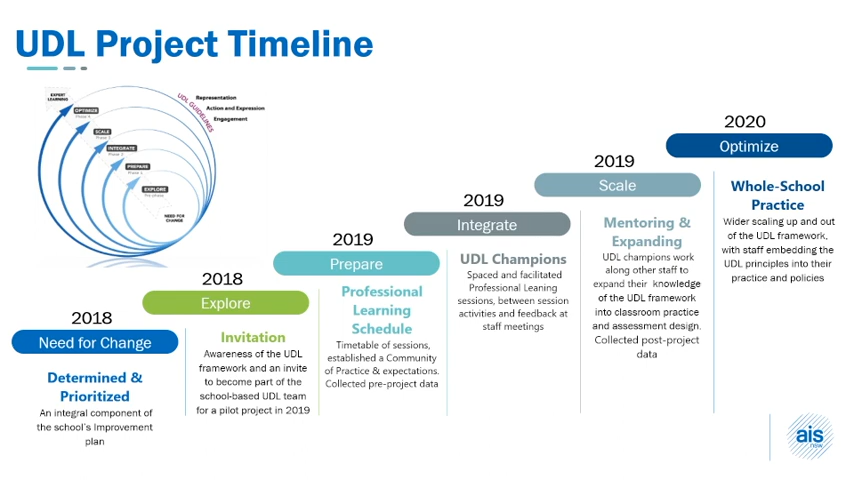 UDL Project Timeline
EXPERT
LEARNING
OPTIMIZE
SCALE
INTEGRATE
PREPARE
EXPLORE
NEED FOR
CHANGE
UDL GUIDELINES
Representation
Action and Expression
Engagement
2018
Need for Change
Determined &
Prioritized
An integral component of
the school's Improvement
plan
2018
Explore
Invitation
Awareness of the UDL
framework and an invite
to become part of the
school-based UDL team
for a pilot project in 2019
2019
Prepare
Professional
Learning
Schedule
Timetable of sessions,
established a Community
of Practice & expectations.
Collected pre-project data
2019
Integrate
UDL Champions
Spaced and facilitated
Professional Leaning
sessions, between session
activities and feedback at
staff meetings
2019
Scale
Mentoring &
Expanding
UDL champions work
along other staff to
expand their knowledge
of the UDL framework
into classroom practice
and assessment design.
Collected post-project
data
2020
Optimize
Whole-School
Practice
Wider scaling up and out
of the UDL framework,
with staff embedding the
UDL principles into their
practice and policies
ais
nsw